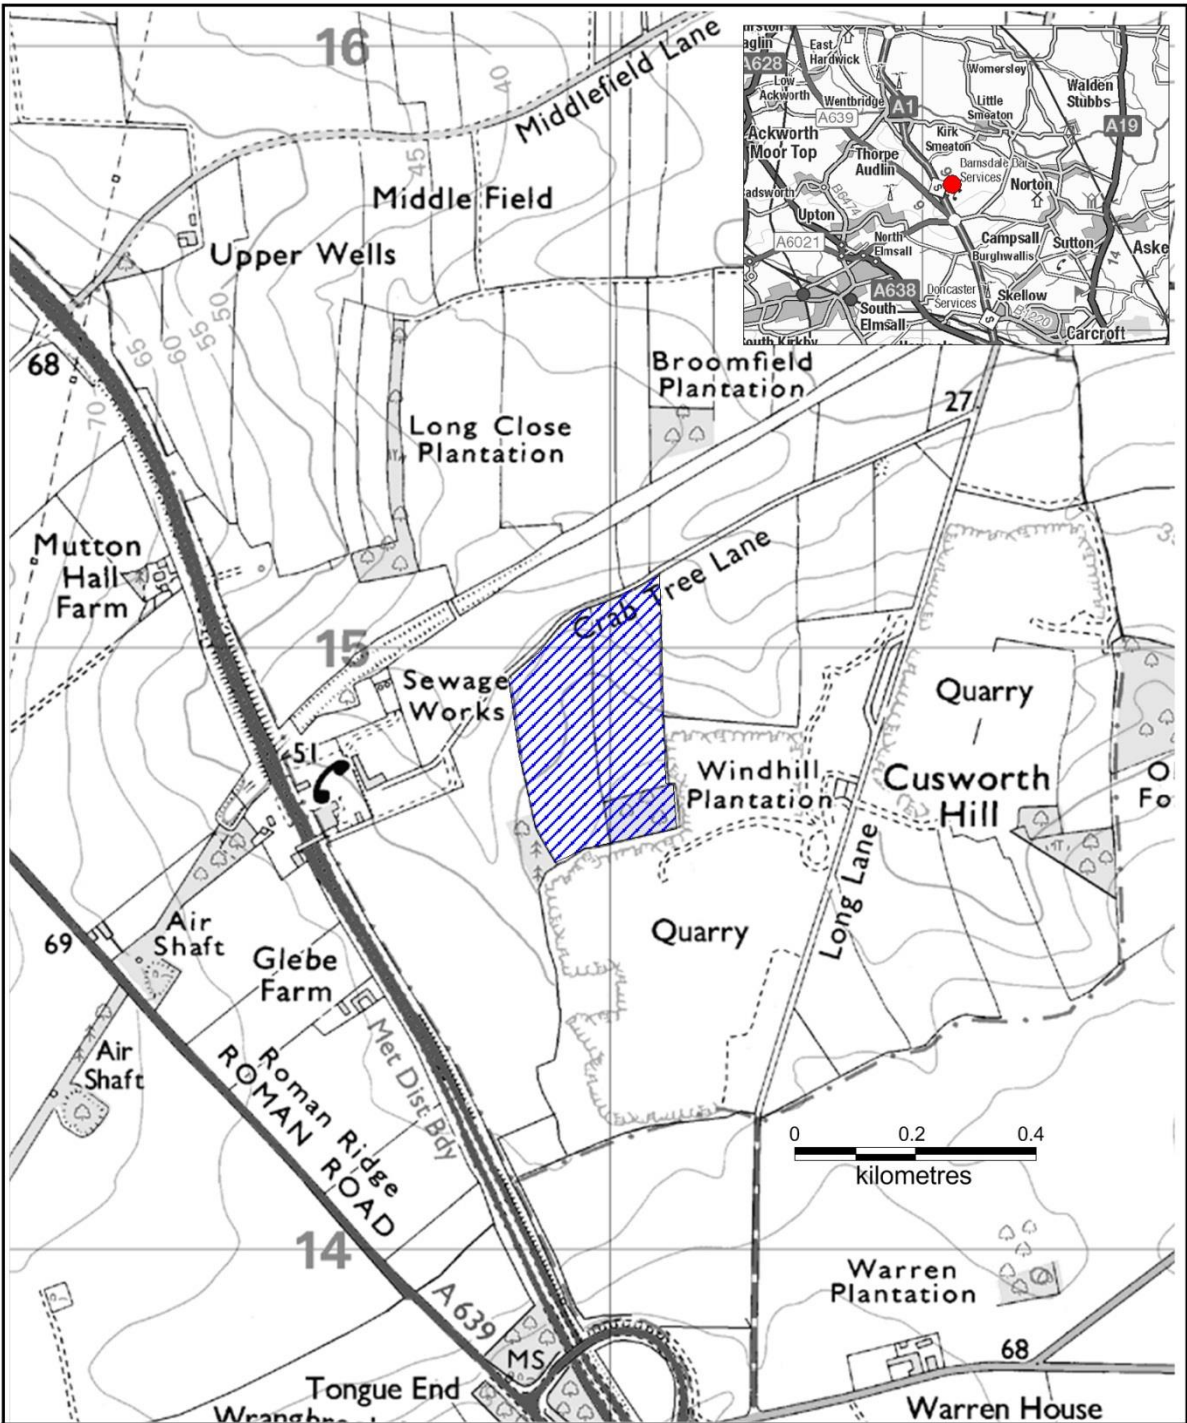 16
Middlefield Lane
Middle Field
40
45
Upper Wells
50
55
60
65
68
70
Broomfield
Plantation
27
Long Close
Plantation
Mutton
Hall
Farm
Crab Tree Lane
15
Sewage
Works
51
Quarry
Windhill
Plantation
Cusworth
Hill
Long Lane
Air
Shaft
69
Glebe
Farm
Quarry
Air
Shaft
Met Dist Bdy
Roman Ridge
ROMAN ROAD
0 0.2 0.4
kilometres
14
Warren
Plantation
A 639
MS
68
Tongue End
Warren House
East
Hardwick
A628
Low
Ackworth
Wentbridge
A1
Womersley
Walden
Stubbs
Little
Smeaton
A639
A19
Ackworth
Moor Top
Kirk
Smeaton
Thorpe
Audlin
Barnsdale Bar
Services
Norton
B6474
9
Upton
A6021
North
Elmsall
Campsall
Sutton
Burghwallis
14
Aske
A638
Doncaster
Services
Skellow
South
Elmsall
B1220
Carcroft